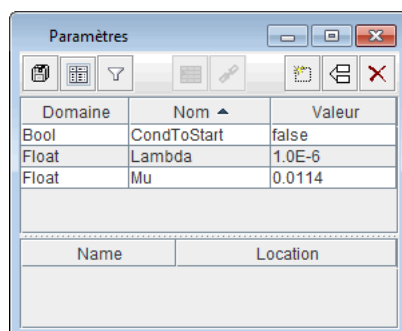 Paramètres
Domaine Nom Valeur
Bool CondToStart false
Float Lambda 1.0E-6
Float Mu 0.0114
Name Location